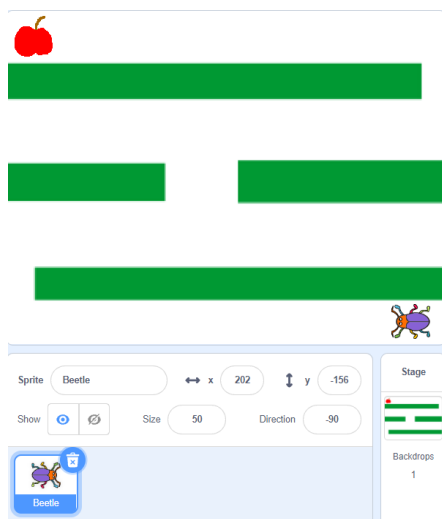 Sprite Beetle x 202 y -156
Show Size 50 Direction -90
Beetle
Stage
Backdrops
1